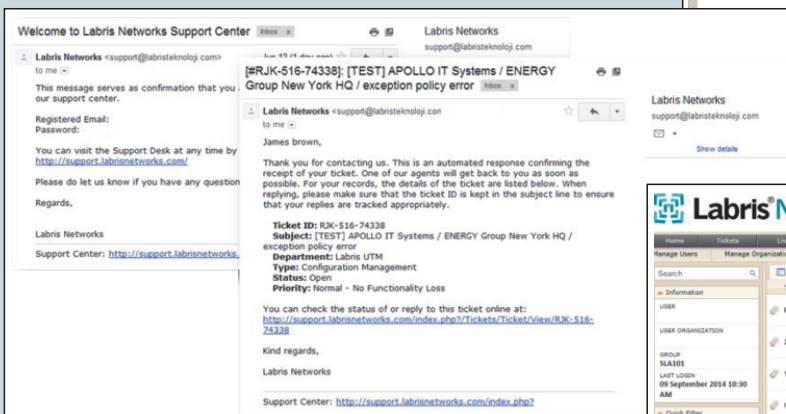 Welcome to Labris Networks Support Center Inbox x
Labris Networks
support@labristeknoloji.com
Labris Networks <support@labristeknoloji.com>
to me
This message serves as confirmation that you
our support center.
Registered Email:
Password:
You can visit the Support Desk at any time by
http://support.labrisnetworks.com/
Please do let us know if you have any question
Regards,
Labris Networks
Support Center: http://support.labrisnetworks.
[#RJK-516-74338]: [TEST] APOLLO IT Systems / ENERGY
Group New York HQ / exception policy error Inbox x
Labris Networks <support@labristeknoloji.con
to me
James brown,
Thank you for contacting us. This is an automated response confirming the
receipt of your ticket. One of our agents will get back to you as soon as
possible. For your records, the details of the ticket are listed below. When
replying, please make sure that the ticket ID is kept in the subject line to ensure
that your replies are tracked appropriately.
Ticket ID: RJK-516-74338
Subject: [TEST] APOLLO IT Systems / ENERGY Group New York HQ /
exception policy error
Department: Labris UTM
Type: Configuration Management
Status: Open
Priority: Normal - No Functionality Loss
You can check the status of or reply to this ticket online at:
http://support.labrisnetworks.com/index.php?/Tickets/Ticket/View/RJK-516-
74338
Kind regards,
Labris Networks
Support Center: http://support.labrisnetworks.com/index.php?
Labris Networks
support@labristeknoloji.com
Show details
Labris N
Home Tickets Liv
Manage Users Manage Organizatio
Search
Information
USER
USER ORGANIZATION
GROUP
SLA101
LAST LOGIN
09 September 2014 10:30
AM
Quick Filter